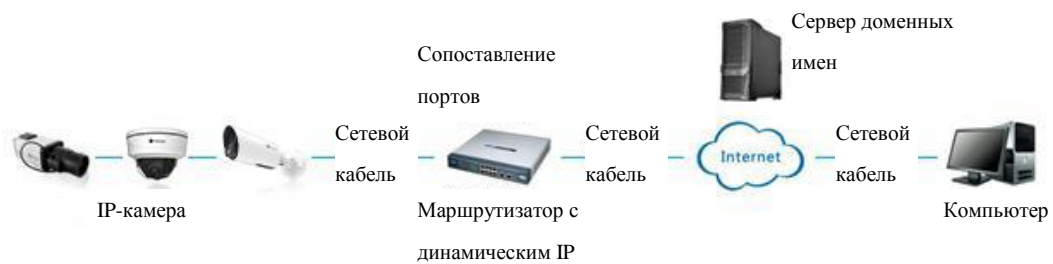 Сервер доменных
имен
Сопоставление
портов
Сетевой
кабель
Сетевой
кабель
Internet
Сетевой
кабель
IP-камера
Маршрутизатор с
динамическим IP
Компьютер